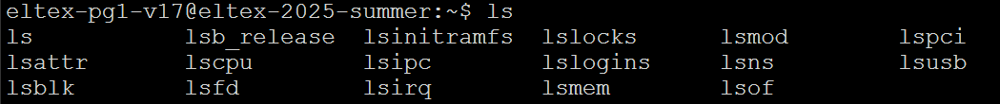 eltex-pg1-v17@eltex-2025-summer:~$ ls
ls lsb_release lsinitramfs lslocks lsmod lspci
lsattr lscpu lsipc lslogins lsns lsusb
lsblk lsfd lsirq lsmem lsof